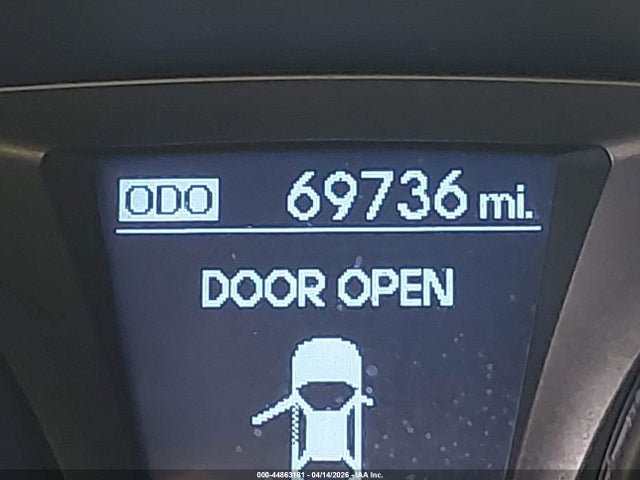 ODO 69736 mi.
DOOR OPEN
000-44863181 - 04/14/2026 - IAA Inc.